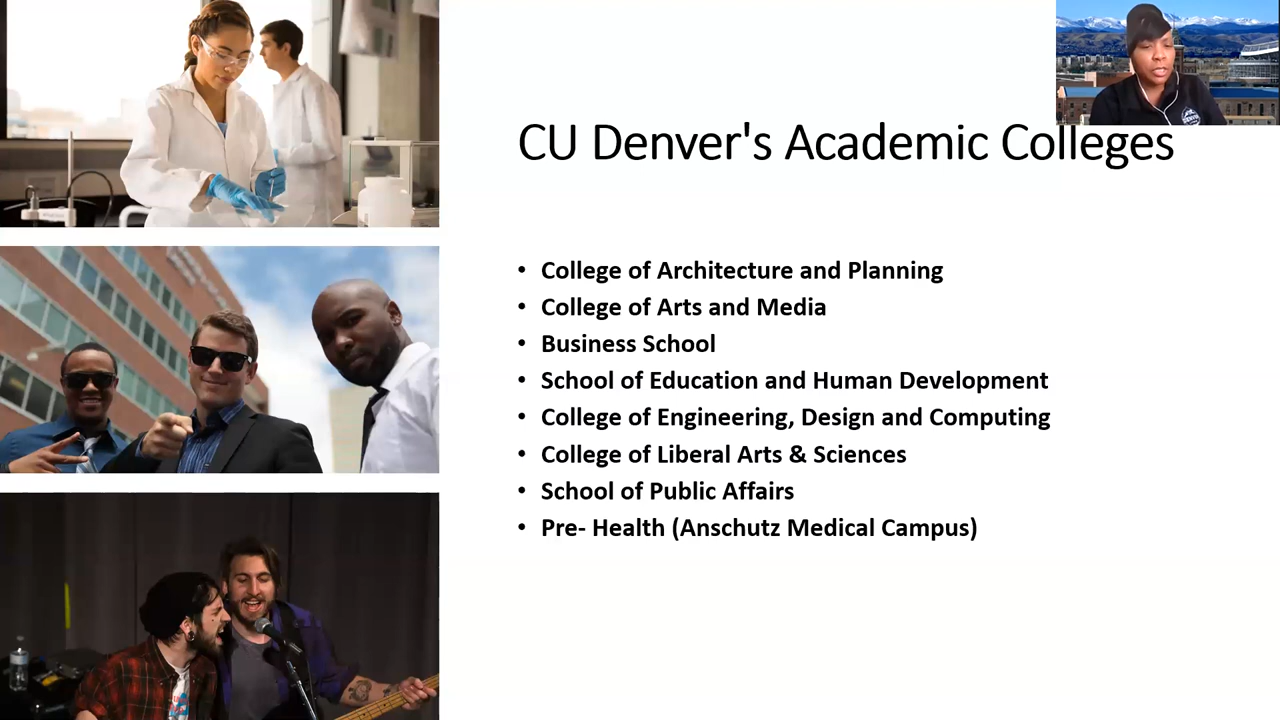 CU Denver's Academic Colleges
• College of Architecture and Planning
• College of Arts and Media
• Business School
• School of Education and Human Development
• College of Engineering, Design and Computing
• College of Liberal Arts & Sciences
• School of Public Affairs
• Pre- Health (Anschutz Medical Campus)